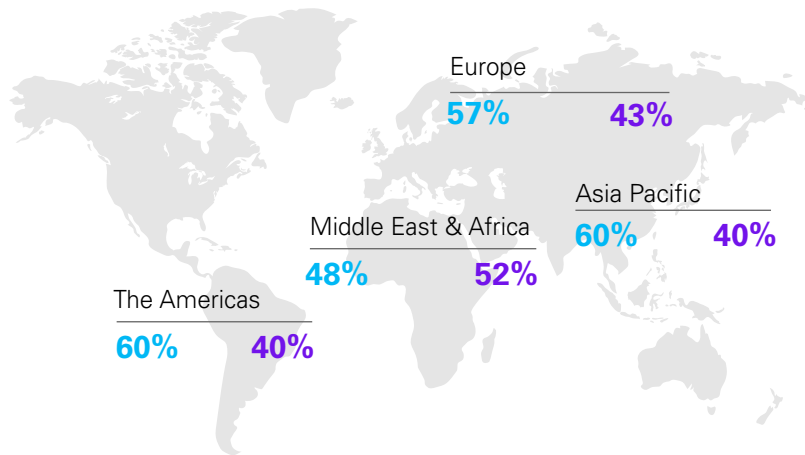 Europe
57% 43%
Asia Pacific
60% 40%
Middle East & Africa
48% 52%
The Americas
60% 40%